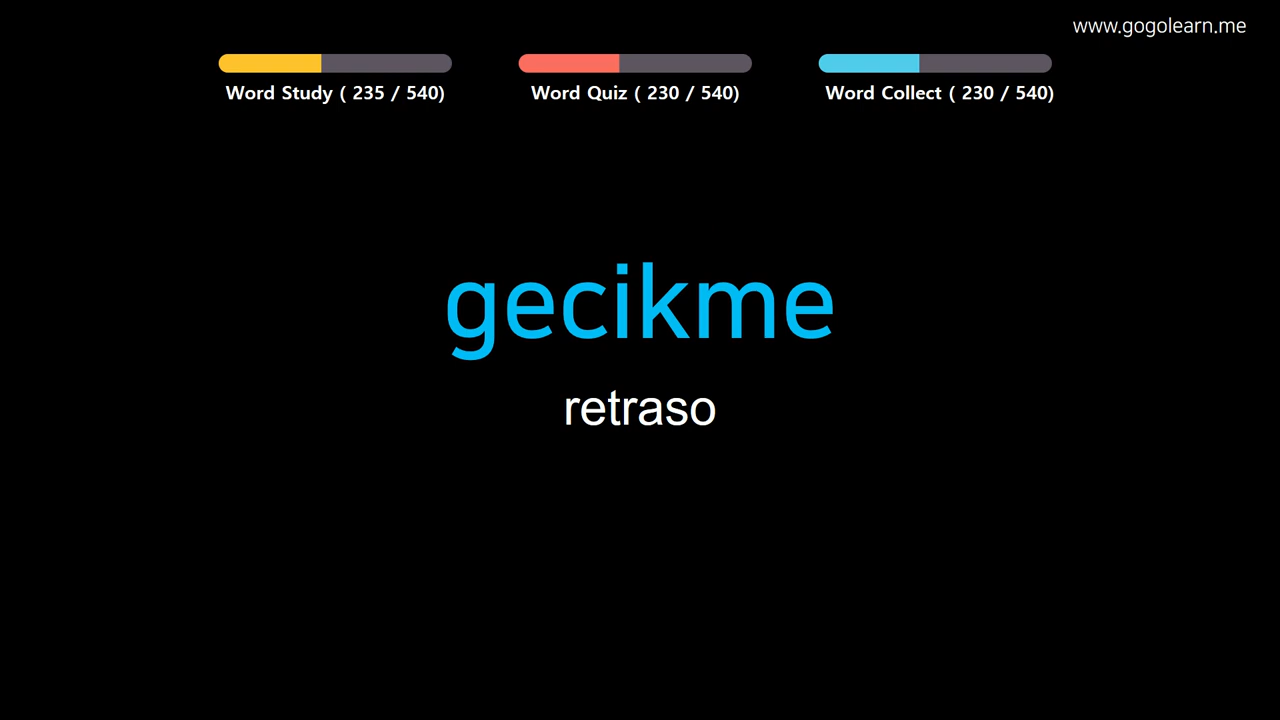 www.gogolearn.me
Word Study ( 235 / 540)
Word Quiz ( 230 / 540)
Word Collect ( 230 / 540)
gecikme
retraso